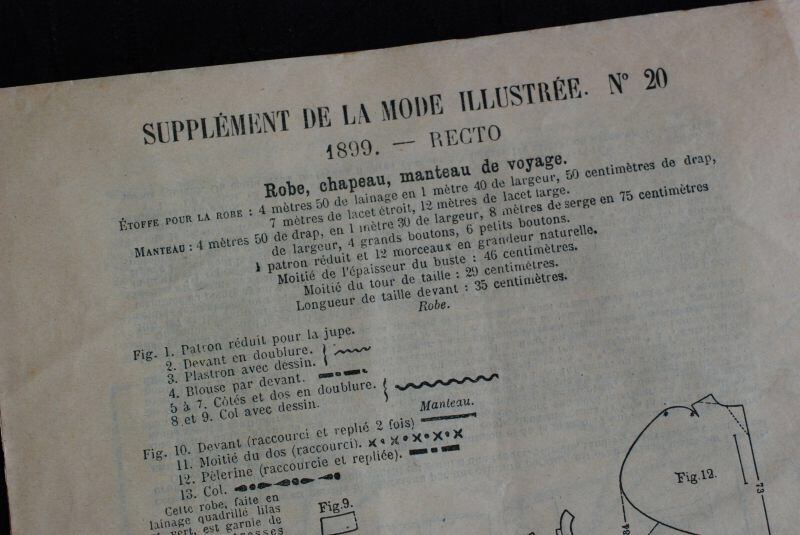 SUPPLÉMENT DE LA MODE ILLUSTRÉE. Nº 20
1899. — RECTO
Robe, chapeau, manteau de voyage.
ÉTOFFE POUR LA ROBE : 4 mètres 50 de lainage en 1 mètre 40 de largeur, 50 centimètres de drap,
7 mètres de lacet étroit, 12 mètres de lacet large.
MANTEAU : 4 mètres 50 de drap, en 1 mètre 30 de largeur, 8 mètres de serge en 75 centimètres
de largeur, 4 grands boutons, 6 petits boutons.
1 patron réduit et 12 morceaux en grandeur naturelle.
Moitié de l'épaisseur du buste : 46 centimètres.
Moitié du tour de taille : 29 centimètres.
Longueur de taille devant : 35 centimètres.
Robe.
Fig. 1. Patron réduit pour la jupe.
2. Devant en doublure.
3. Plastron avec dessin.
4. Blouse par devant.
5 à 7. Côtés et dos en doublure.
8 et 9. Col avec dessin.
Manteau.
Fig. 10. Devant (raccourci et replié 2 fois)
11. Moitié du dos (raccourci).
12. Pèlerine (raccourcie et repliée).
13. Col.
Cette robe, faite en
lainage quadrillé lilas
et vert, est garnie de
Fig.9.
Fig.12.
73
34